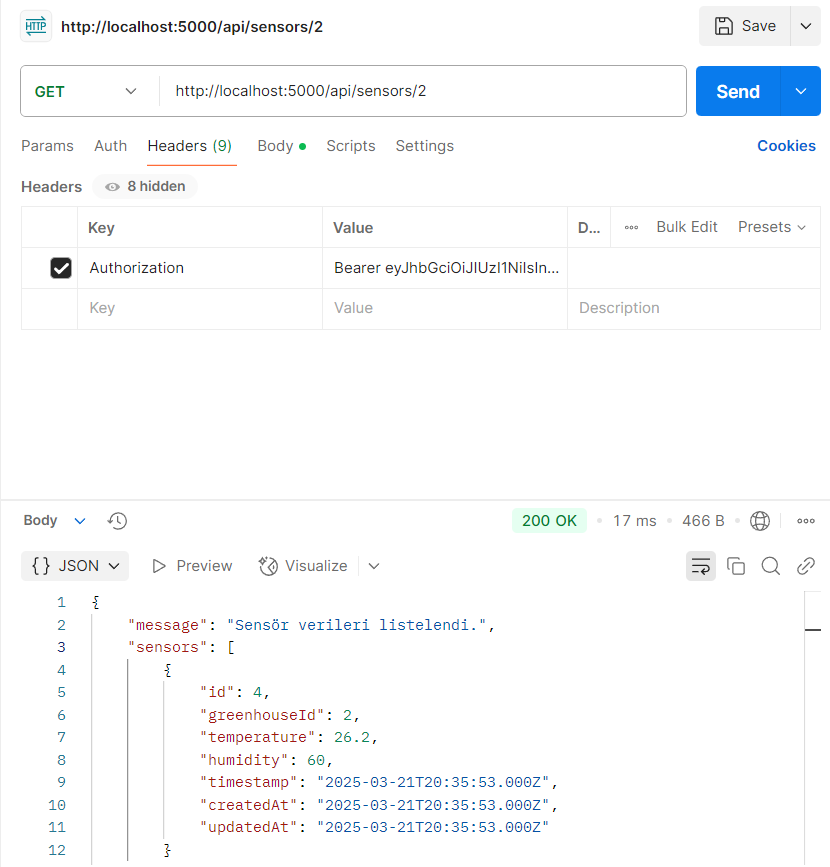 HTTP http://localhost:5000/api/sensors/2 Save
GET http://localhost:5000/api/sensors/2 Send
Params Auth Headers (9) Body Scripts Settings Cookies
Headers 8 hidden
Key Value D... Bulk Edit Presets
Authorization Bearer eyJhbGciOiJIUzI1NiIsIn...
Key Value Description
Body 200 OK 17 ms 466 B
{} JSON Preview Visualize
1 {
2 "message": "Sensör verileri listelendi.",
3 "sensors": [
4 {
5 "id": 4,
6 "greenhouseId": 2,
7 "temperature": 26.2,
8 "humidity": 60,
9 "timestamp": "2025-03-21T20:35:53.000Z",
10 "createdAt": "2025-03-21T20:35:53.000Z",
11 "updatedAt": "2025-03-21T20:35:53.000Z"
12 }